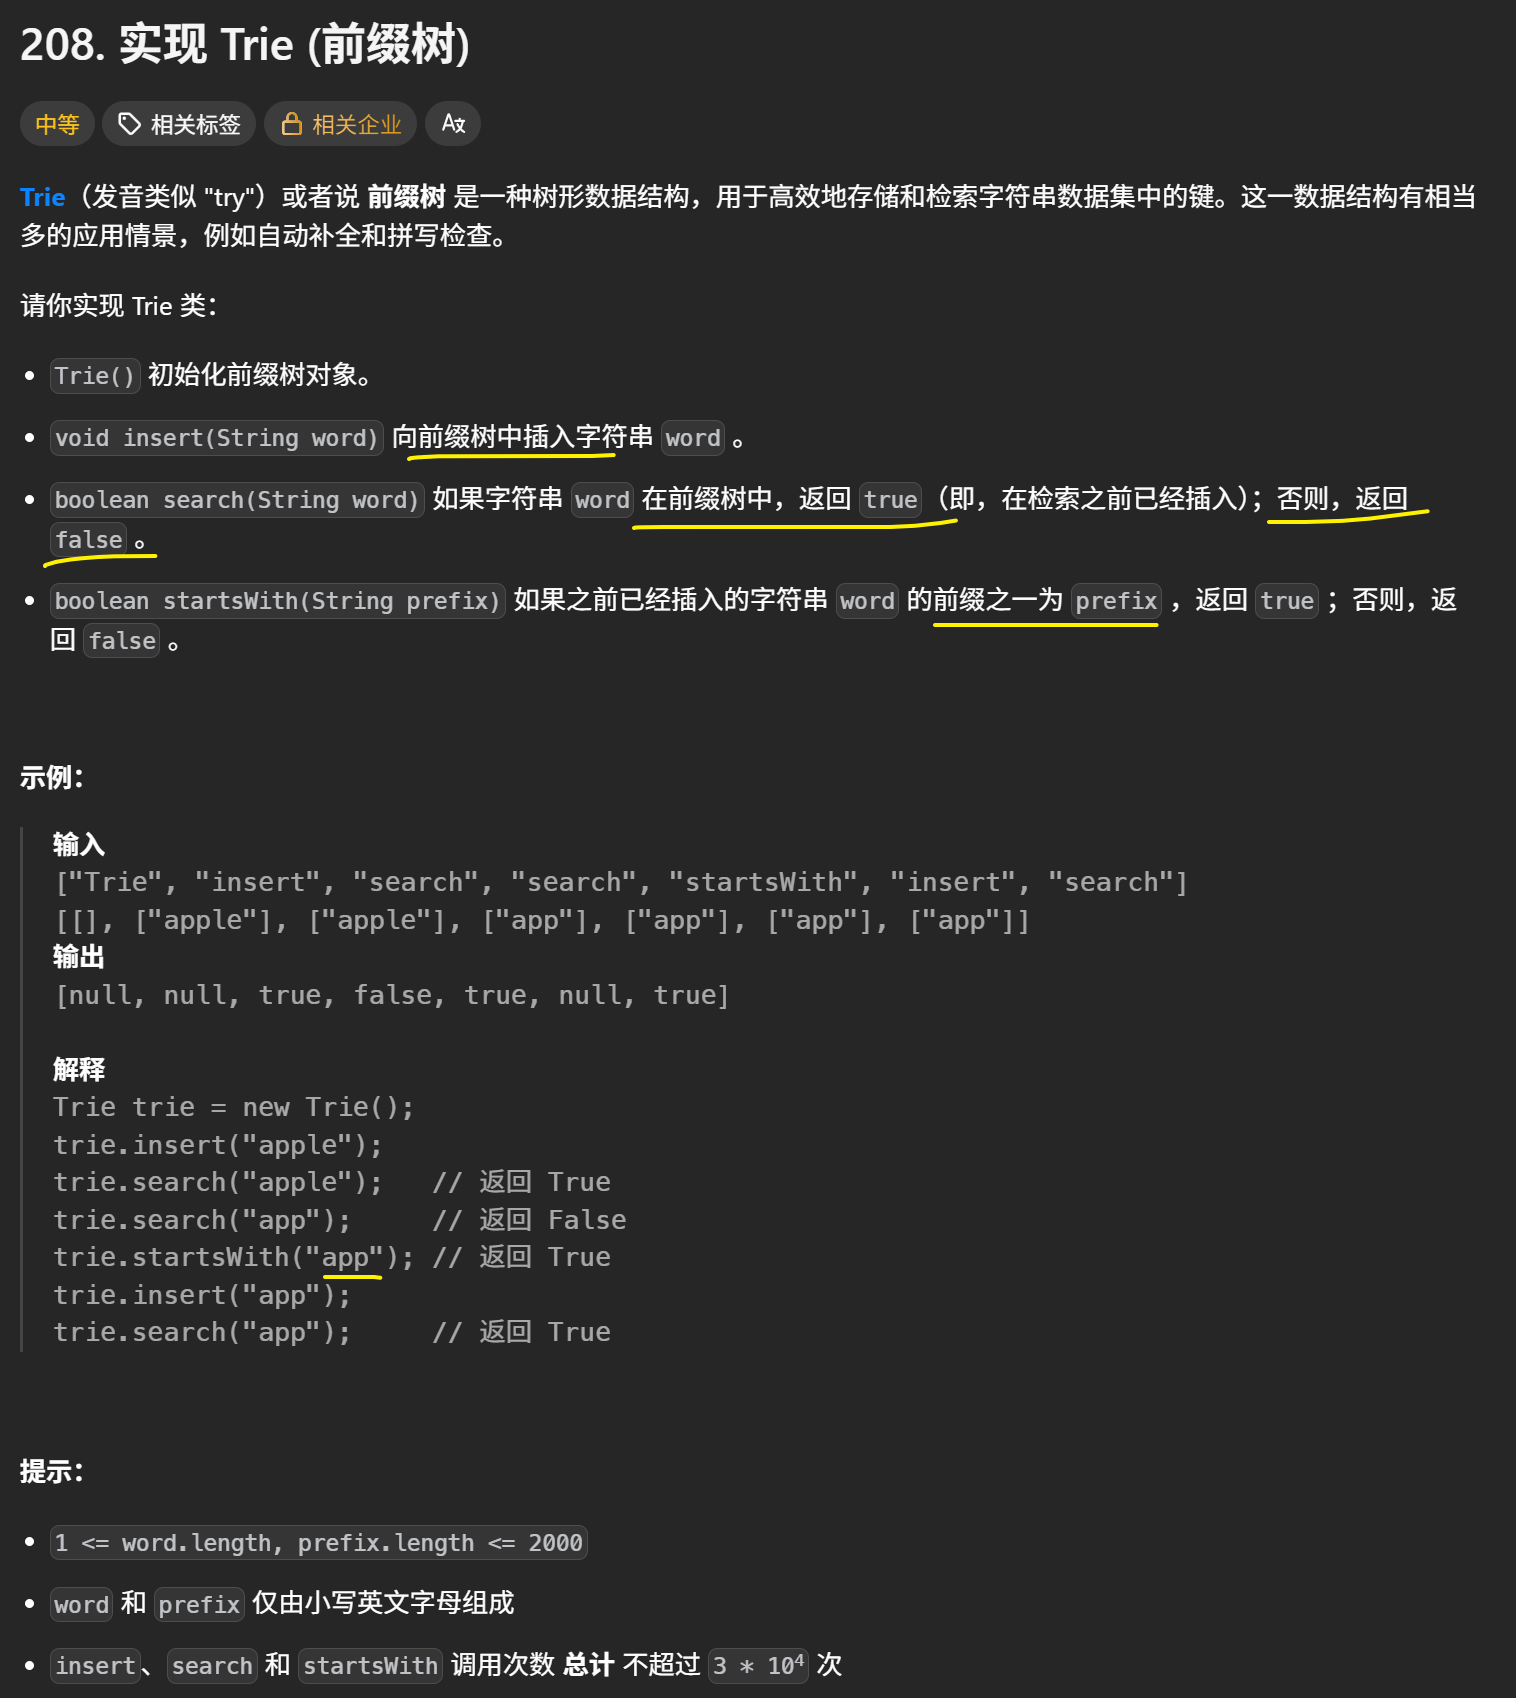 208. 实现 Trie (前缀树)
中等 相关标签 相关企业 A文
Trie（发音类似 "try"）或者说 前缀树 是一种树形数据结构，用于高效地存储和检索字符串数据集中的键。这一数据结构有相当
多的应用情景，例如自动补全和拼写检查。
请你实现 Trie 类：
Trie() 初始化前缀树对象。
void insert(String word) 向前缀树中插入字符串 word 。
boolean search(String word) 如果字符串 word 在前缀树中，返回 true（即，在检索之前已经插入）；否则，返回
false 。
boolean startsWith(String prefix) 如果之前已经插入的字符串 word 的前缀之一为 prefix ，返回 true ；否则，返
回 false 。
示例：
输入
["Trie", "insert", "search", "search", "startsWith", "insert", "search"]
[[], ["apple"], ["apple"], ["app"], ["app"], ["app"], ["app"]]
输出
[null, null, true, false, true, null, true]
解释
Trie trie = new Trie();
trie.insert("apple");
trie.search("apple");   // 返回 True
trie.search("app");     // 返回 False
trie.startsWith("app"); // 返回 True
trie.insert("app");
trie.search("app");     // 返回 True
提示：
1 <= word.length, prefix.length <= 2000
word 和 prefix 仅由小写英文字母组成
insert、search 和 startsWith 调用次数 总计 不超过 3 * 10⁴ 次